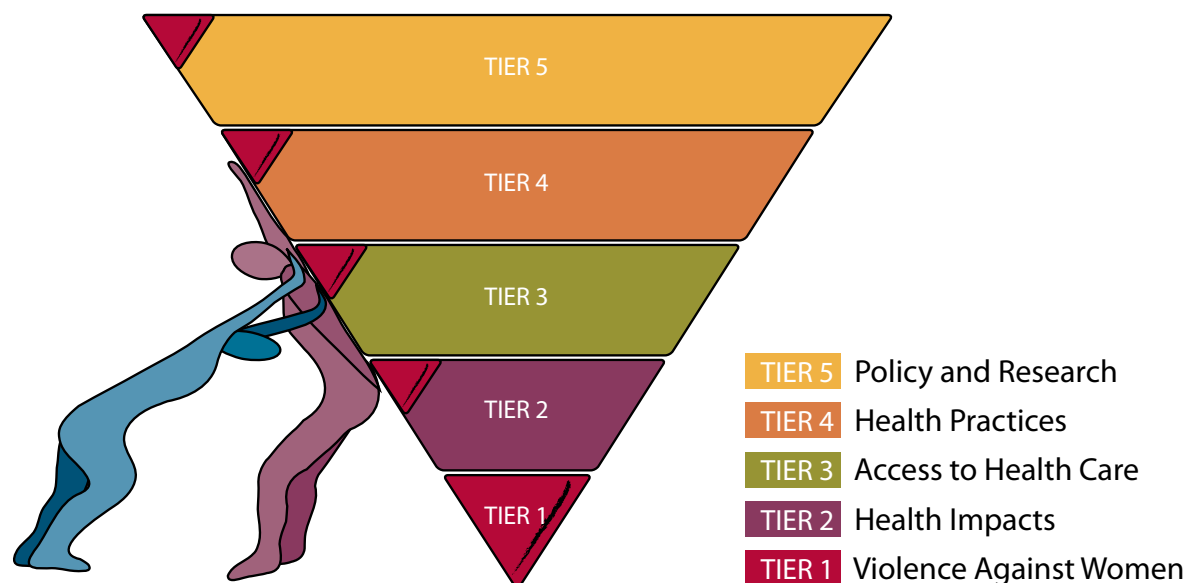 TIER 5
TIER 4
TIER 3
TIER 2
TIER 1
TIER 5 Policy and Research
TIER 4 Health Practices
TIER 3 Access to Health Care
TIER 2 Health Impacts
TIER 1 Violence Against Women